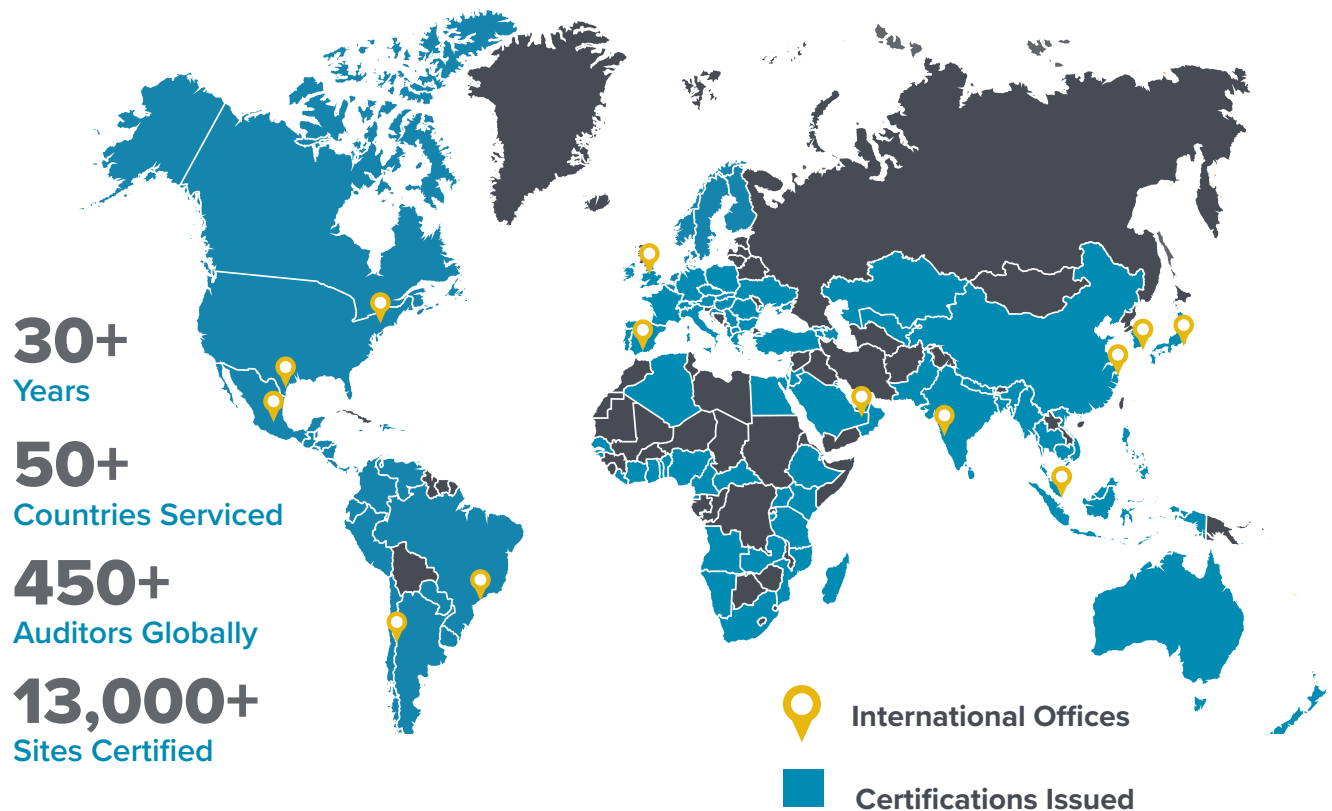 30+
Years
50+
Countries Serviced
450+
Auditors Globally
13,000+
Sites Certified
International Offices
Certifications Issued